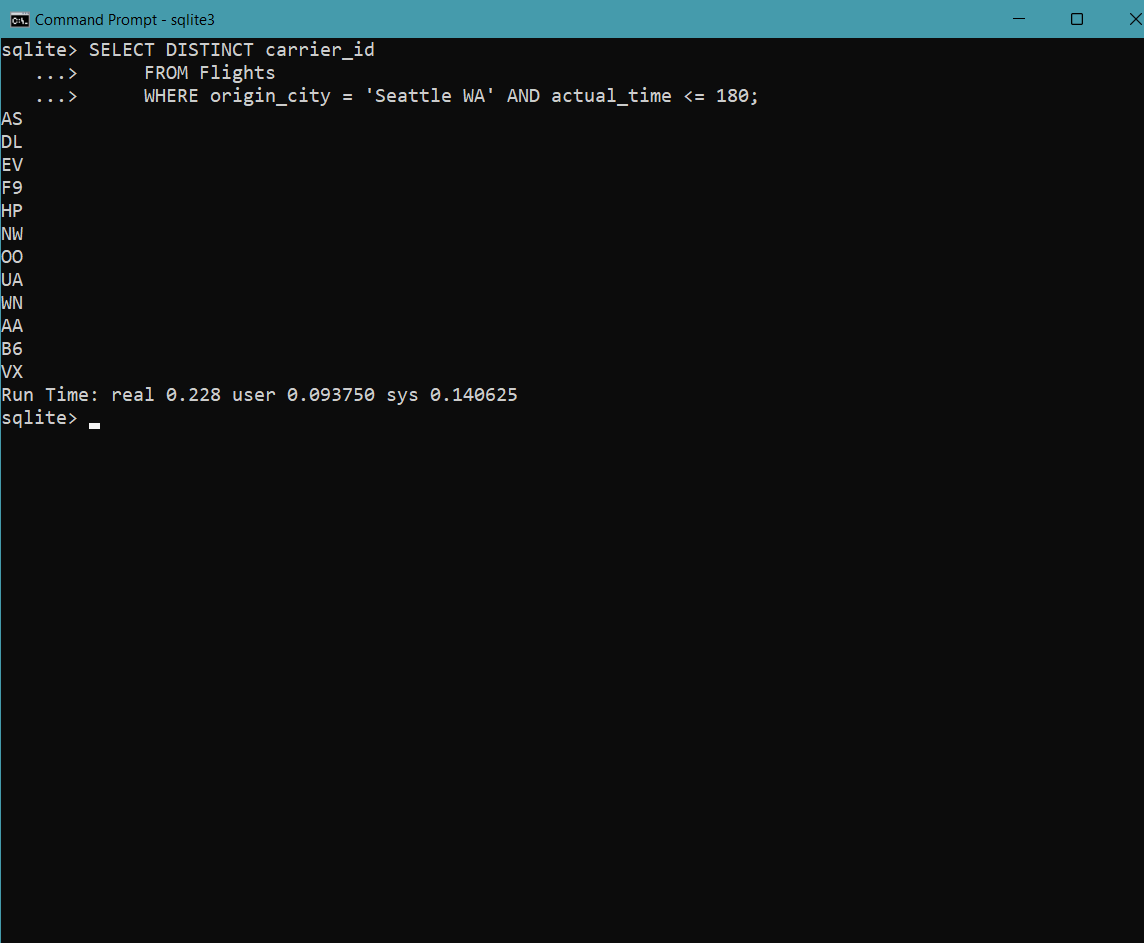 Command Prompt - sqlite3
sqlite> SELECT DISTINCT carrier_id
   ...>      FROM Flights
   ...>      WHERE origin_city = 'Seattle WA' AND actual_time <= 180;
AS
DL
EV
F9
HP
NW
OO
UA
WN
AA
B6
VX
Run Time: real 0.228 user 0.093750 sys 0.140625
sqlite>